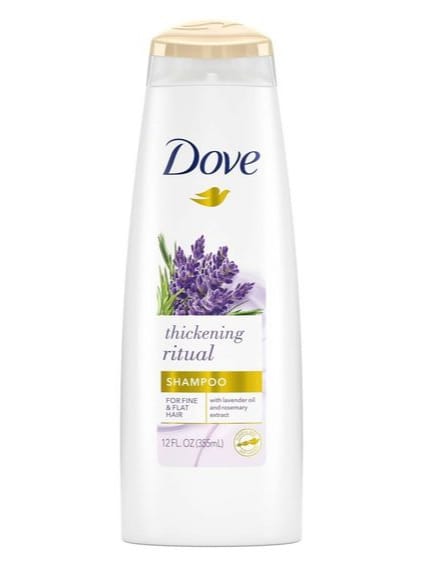 Dove
thickening
ritual
SHAMPOO
FOR FINE
& FLAT
HAIR
with lavender oil
and rosemary
extract
12 FL. OZ (355mL)